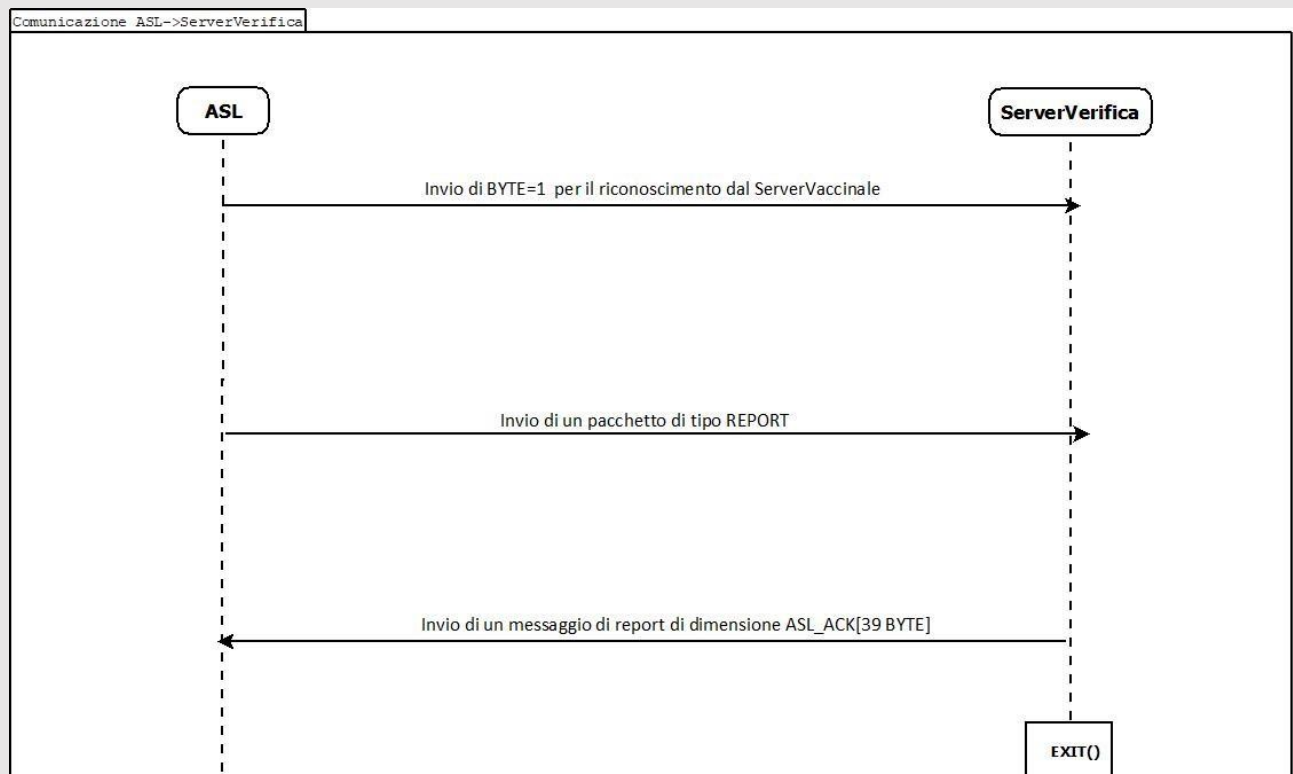 Comunicazione ASL->ServerVerifica
ASL
ServerVerifica
Invio di BYTE=1 per il riconoscimento dal ServerVaccinale
Invio di un pacchetto di tipo REPORT
Invio di un messaggio di report di dimensione ASL_ACK[39 BYTE]
EXIT()